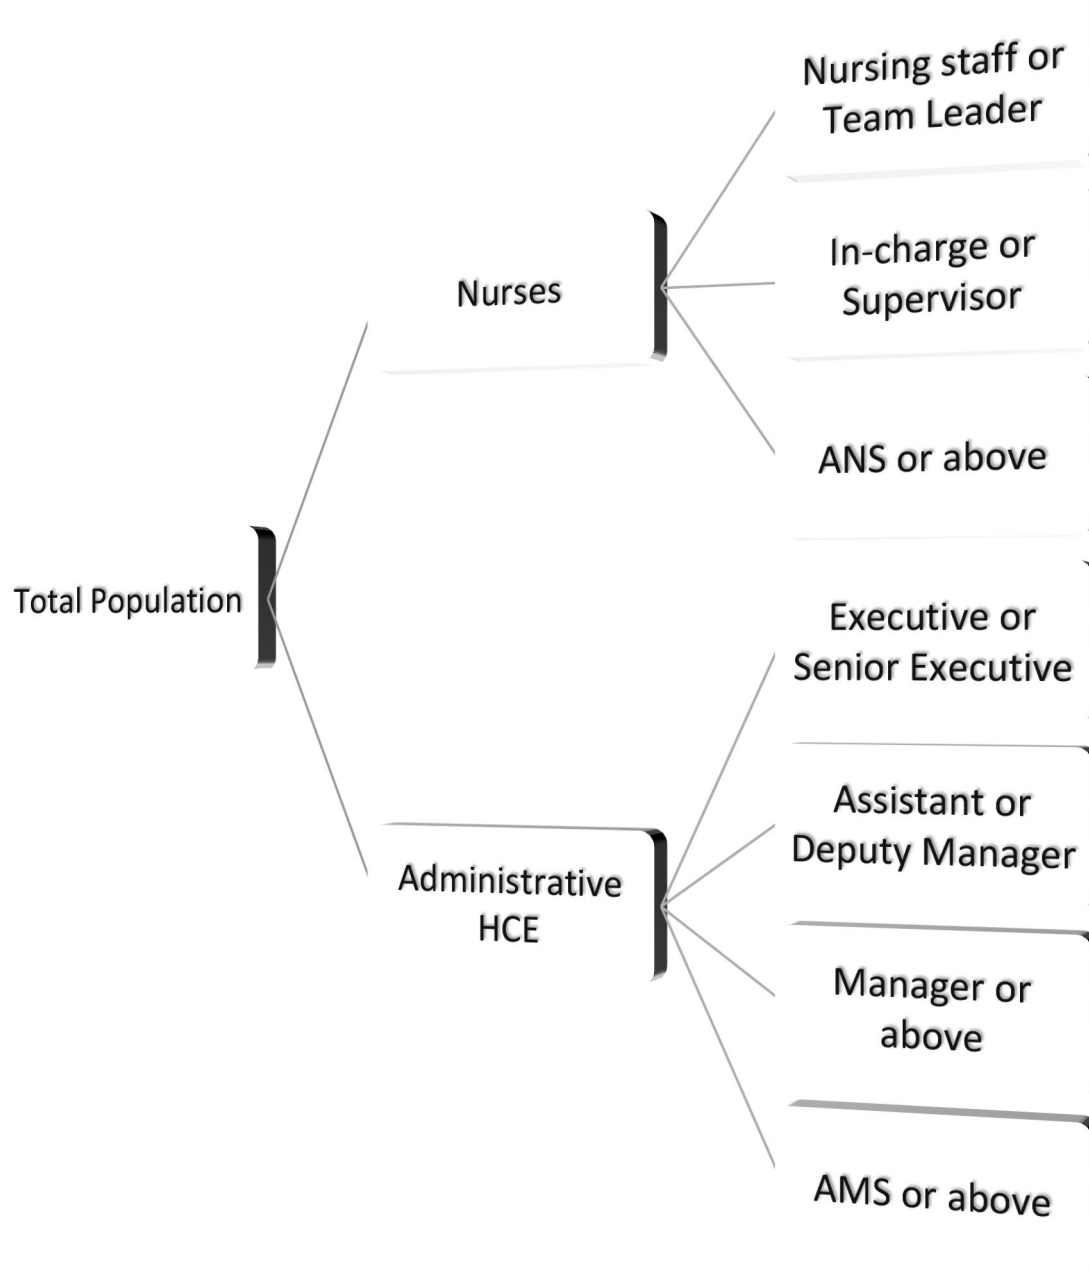 Total Population
Nurses
Nursing staff or
Team Leader
In-charge or
Supervisor
ANS or above
Administrative
HCE
Executive or
Senior Executive
Assistant or
Deputy Manager
Manager or
above
AMS or above